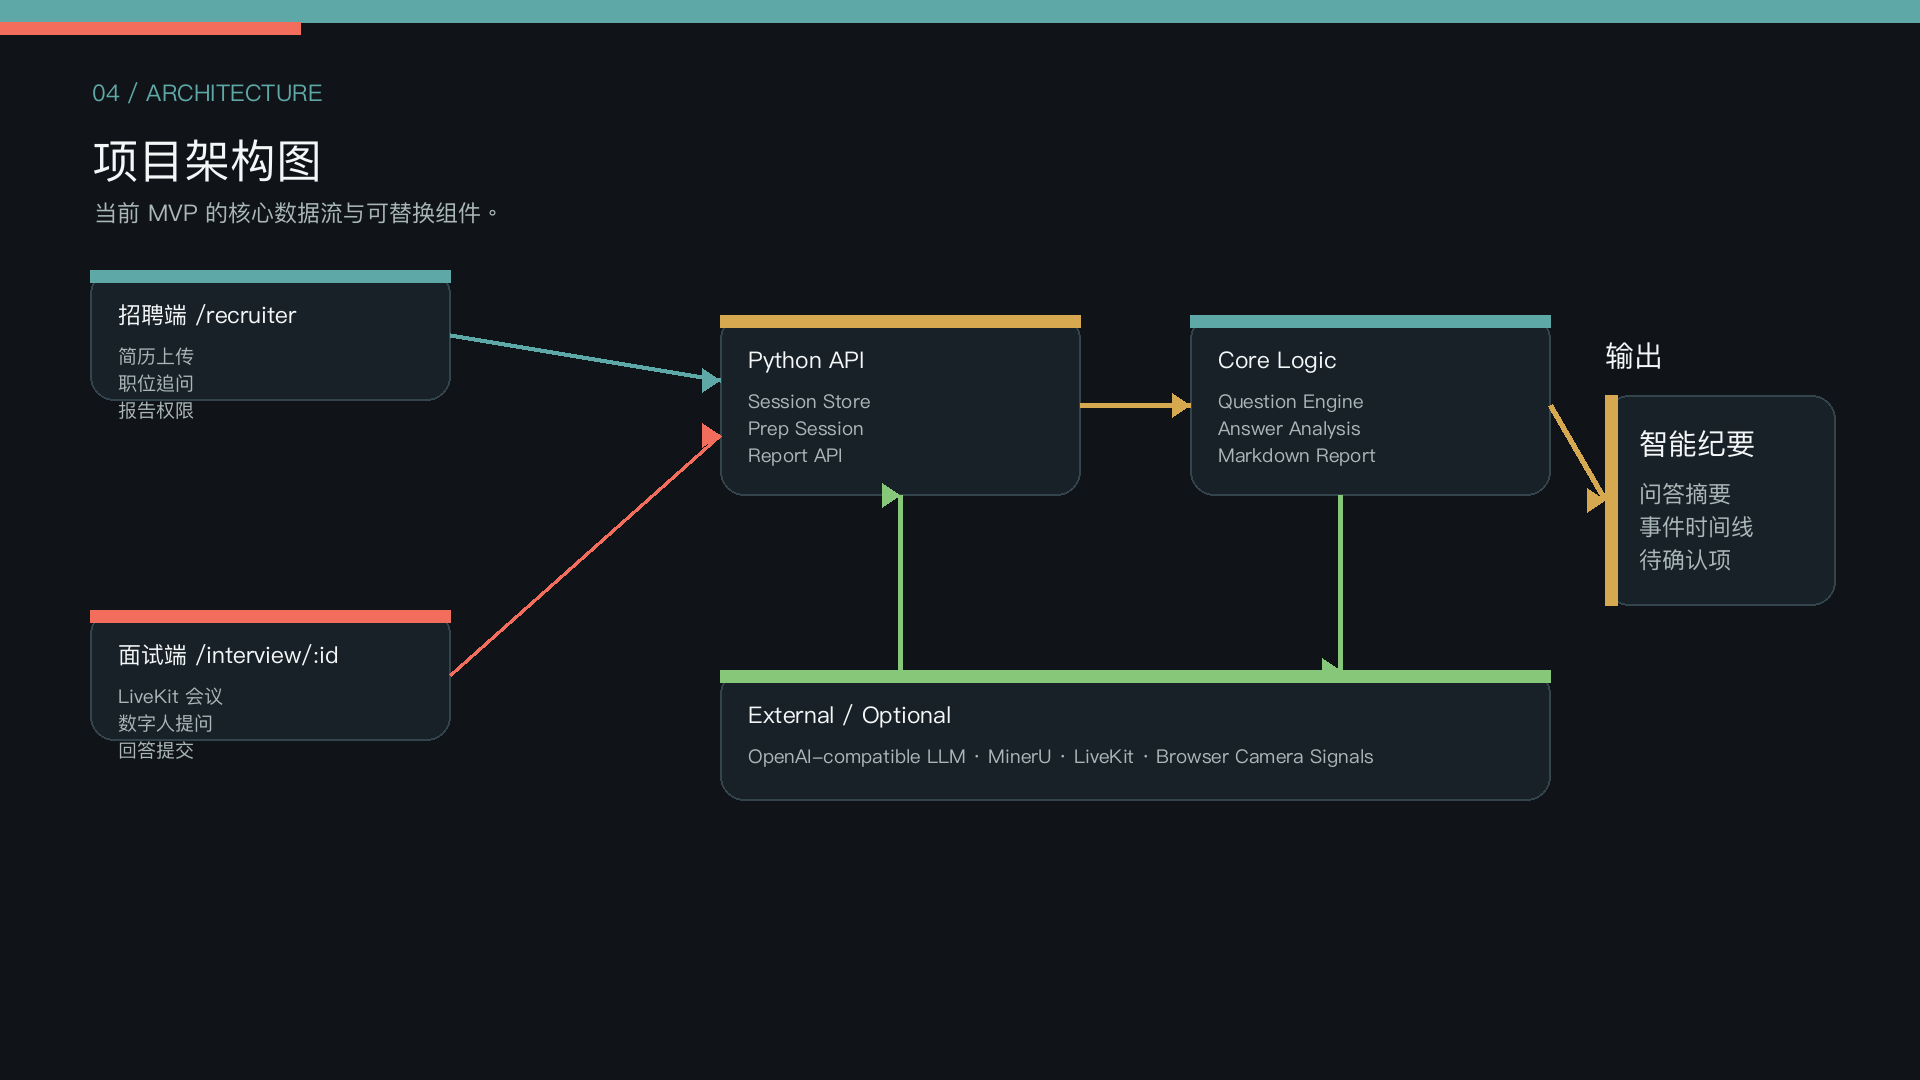 04 / ARCHITECTURE
项目架构图
当前 MVP 的核心数据流与可替换组件。
招聘端 /recruiter
简历上传
职位追问
报告权限
面试端 /interview/:id
LiveKit 会议
数字人提问
回答提交
Python API
Session Store
Prep Session
Report API
Core Logic
Question Engine
Answer Analysis
Markdown Report
External / Optional
OpenAI-compatible LLM · MinerU · LiveKit · Browser Camera Signals
输出
智能纪要
问答摘要
事件时间线
待确认项